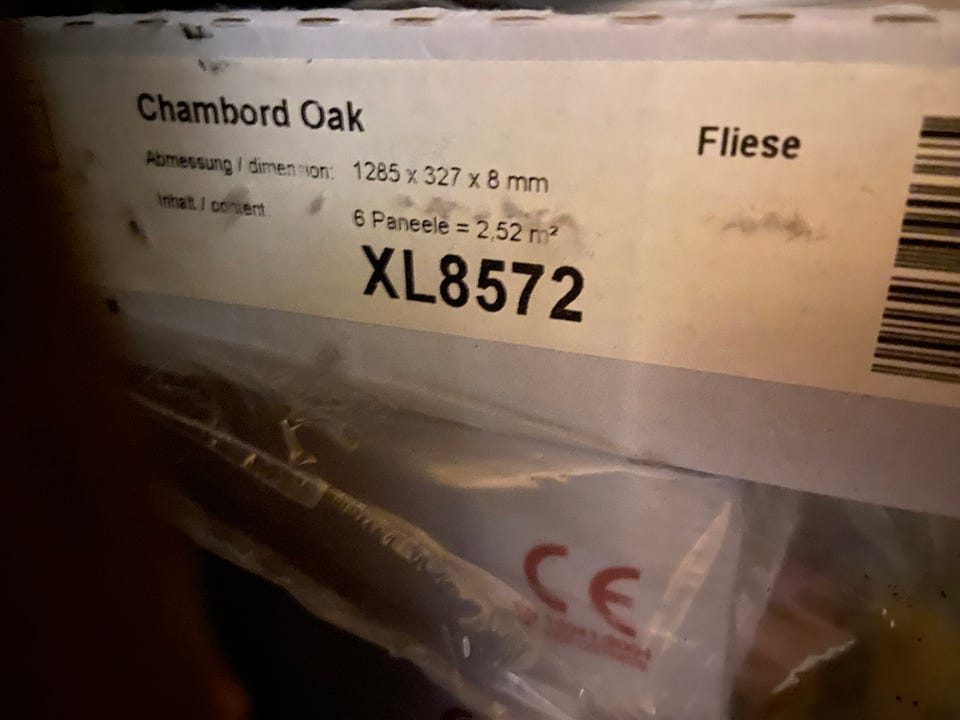 Chambord Oak
Fliese
Abmessung / dimension: 1285 x 327 x 8 mm
Inhalt / content: 6 Paneele = 2,52 m²
XL8572
CE